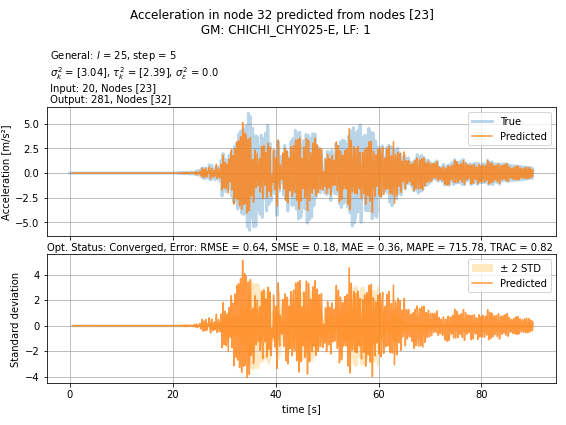 Acceleration in node 32 predicted from nodes [23]
GM: CHICHI_CHY025-E, LF: 1
General: l = 25, step = 5
σ²ₖ = [3.04], τ²ₖ = [2.39], σ²ε = 0.0
Input: 20, Nodes [23]
Output: 281, Nodes [32]
Acceleration [m/s²]
5.0
2.5
0.0
−2.5
−5.0
True
Predicted
Opt. Status: Converged, Error: RMSE = 0.64, SMSE = 0.18, MAE = 0.36, MAPE = 715.78, TRAC = 0.82
Standard deviation
4
2
0
−2
−4
± 2 STD
Predicted
0
20
40
60
80
time [s]